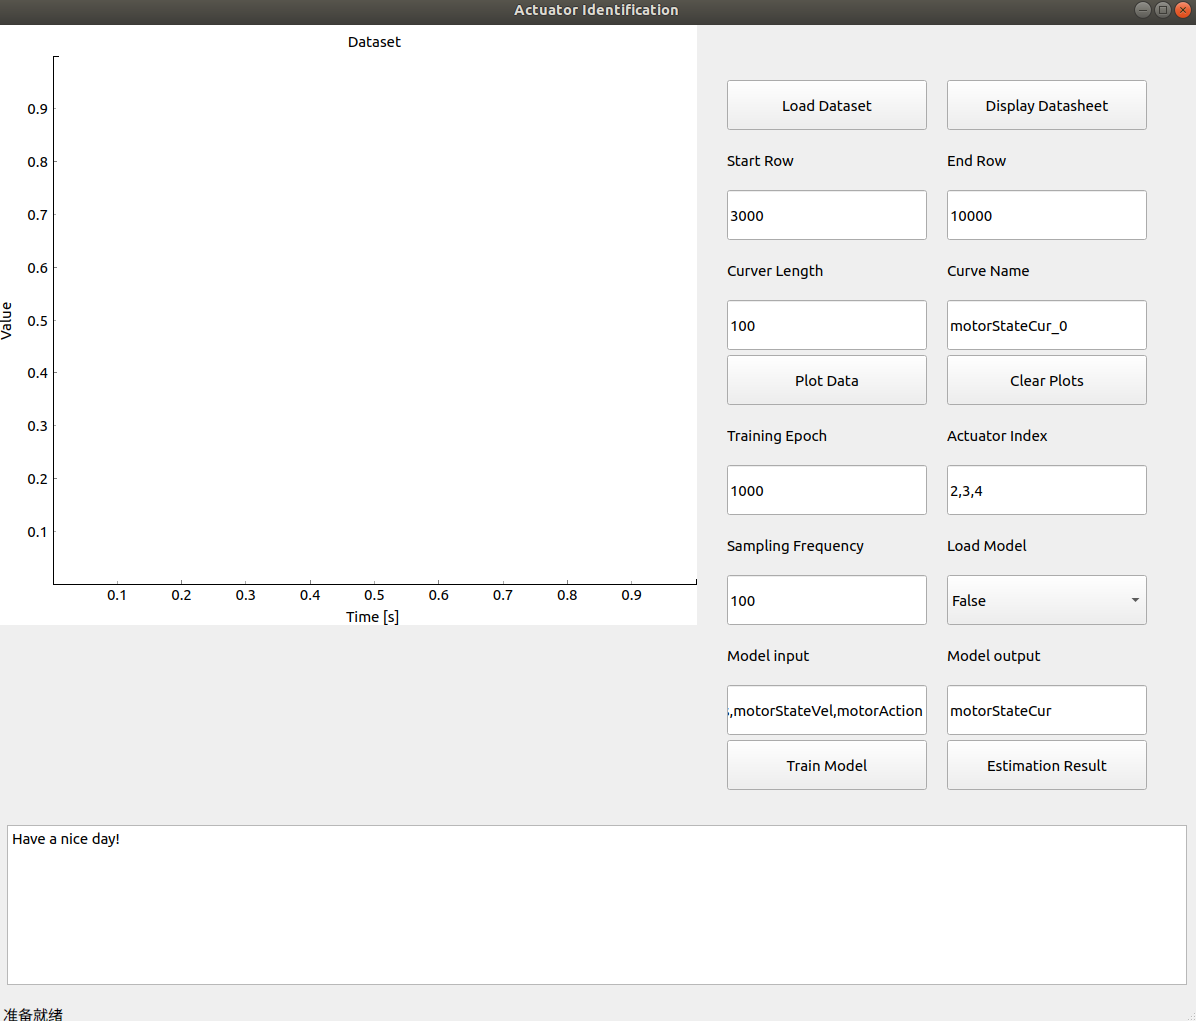 Actuator Identification
Dataset
0.9
0.8
0.7
0.6
0.5
0.4
0.3
0.2
0.1
Value
0.1 0.2 0.3 0.4 0.5 0.6 0.7 0.8 0.9
Time [s]
Load Dataset Display Datasheet
Start Row End Row
3000 10000
Curver Length Curve Name
100 motorStateCur_0
Plot Data Clear Plots
Training Epoch Actuator Index
1000 2,3,4
Sampling Frequency Load Model
100 False
Model input Model output
,motorStateVel,motorAction motorStateCur
Train Model Estimation Result
Have a nice day!
准备就绪